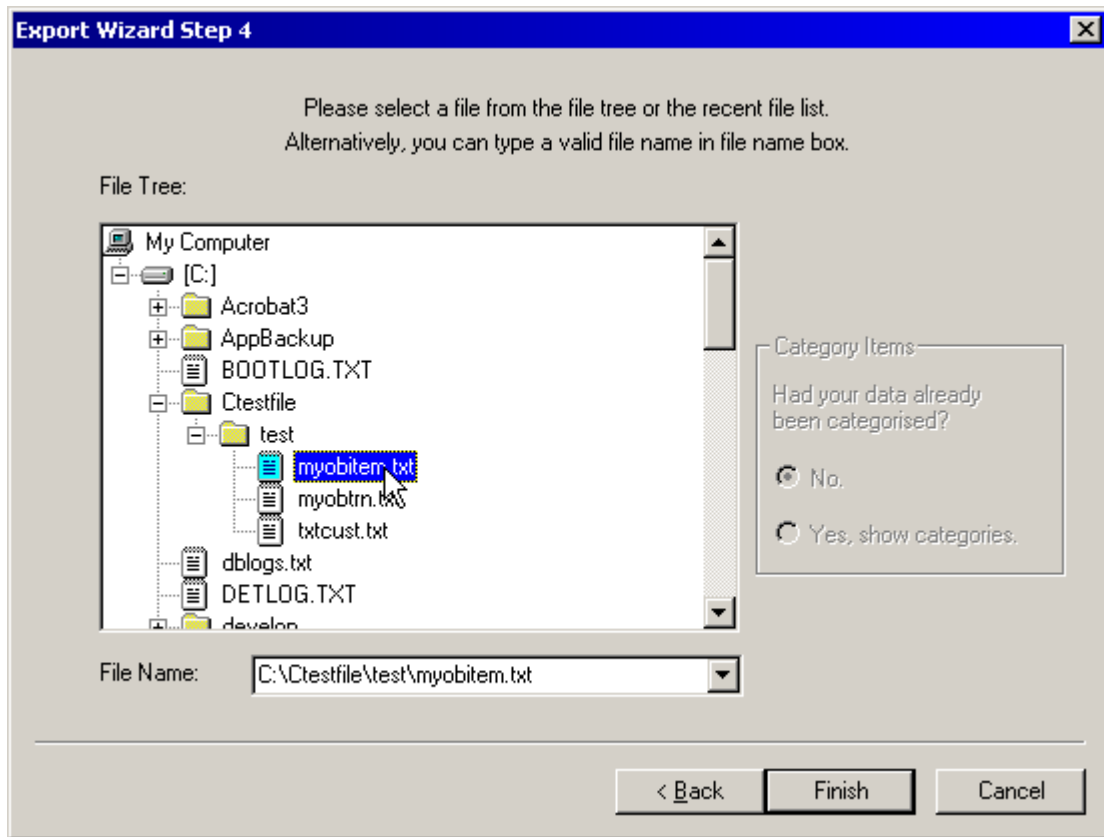 Export Wizard Step 4
Please select a file from the file tree or the recent file list.
Alternatively, you can type a valid file name in file name box.
File Tree:
My Computer
[C:]
Acrobat3
AppBackup
BOOTLOG.TXT
Ctestfile
test
myobitem.txt
myobtrn.txt
txtcust.txt
dblogs.txt
DETLOG.TXT
develop
Category Items
Had your data already
been categorised?
No.
Yes, show categories.
File Name:
C:\Ctestfile\test\myobitem.txt
< Back
Finish
Cancel